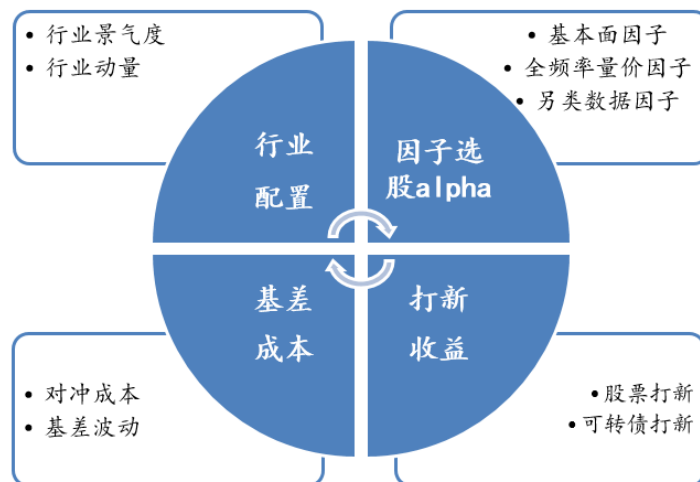 • 行业景气度
• 行业动量
• 基本面因子
• 全频率量价因子
• 另类数据因子
行业
配置
因子选
股alpha
基差
成本
打新
收益
• 对冲成本
• 基差波动
• 股票打新
• 可转债打新